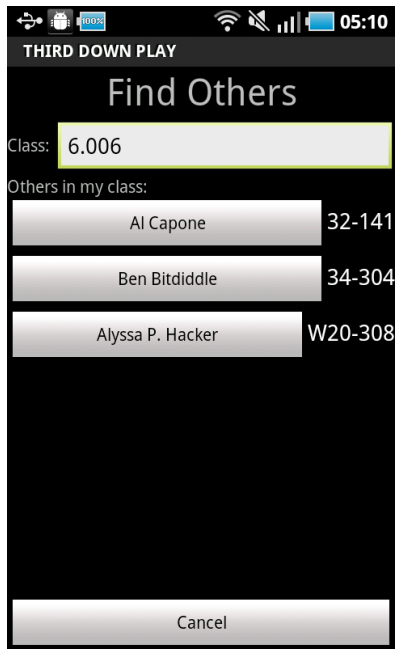 100% 05:10
THIRD DOWN PLAY
Find Others
Class: 6.006
Others in my class:
Al Capone 32-141
Ben Bitdiddle 34-304
Alyssa P. Hacker W20-308
Cancel